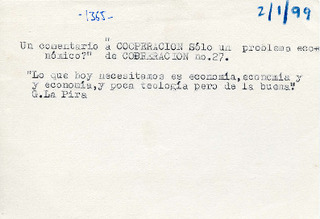 -1365-
2/1/99
Un comentario a "COOPERACION Sólo un problema eco-
nómico?" de COOPERACION no.27.
"Lo que hoy necesitamos es economía,economía y
y economía,y poca teología pero de la buena"
G.La Pira